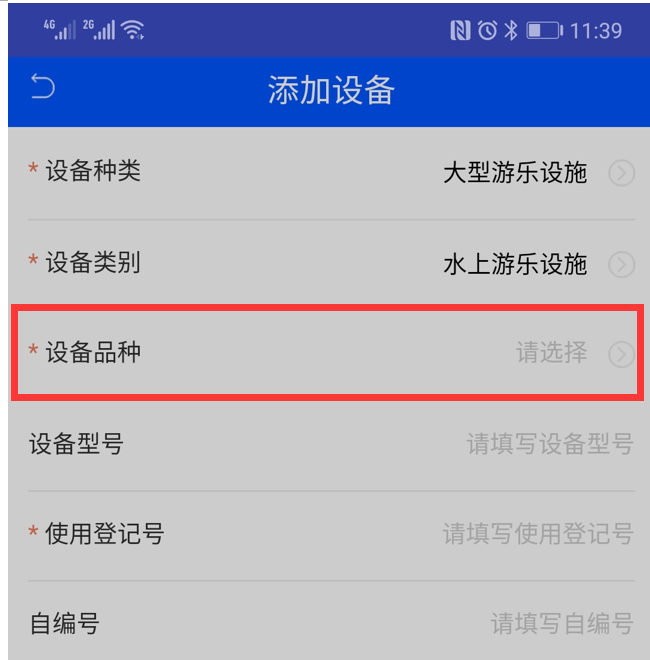 4G 2G 11:39
添加设备
* 设备种类 大型游乐设施
* 设备类别 水上游乐设施
* 设备品种 请选择
设备型号 请填写设备型号
* 使用登记号 请填写使用登记号
自编号 请填写自编号